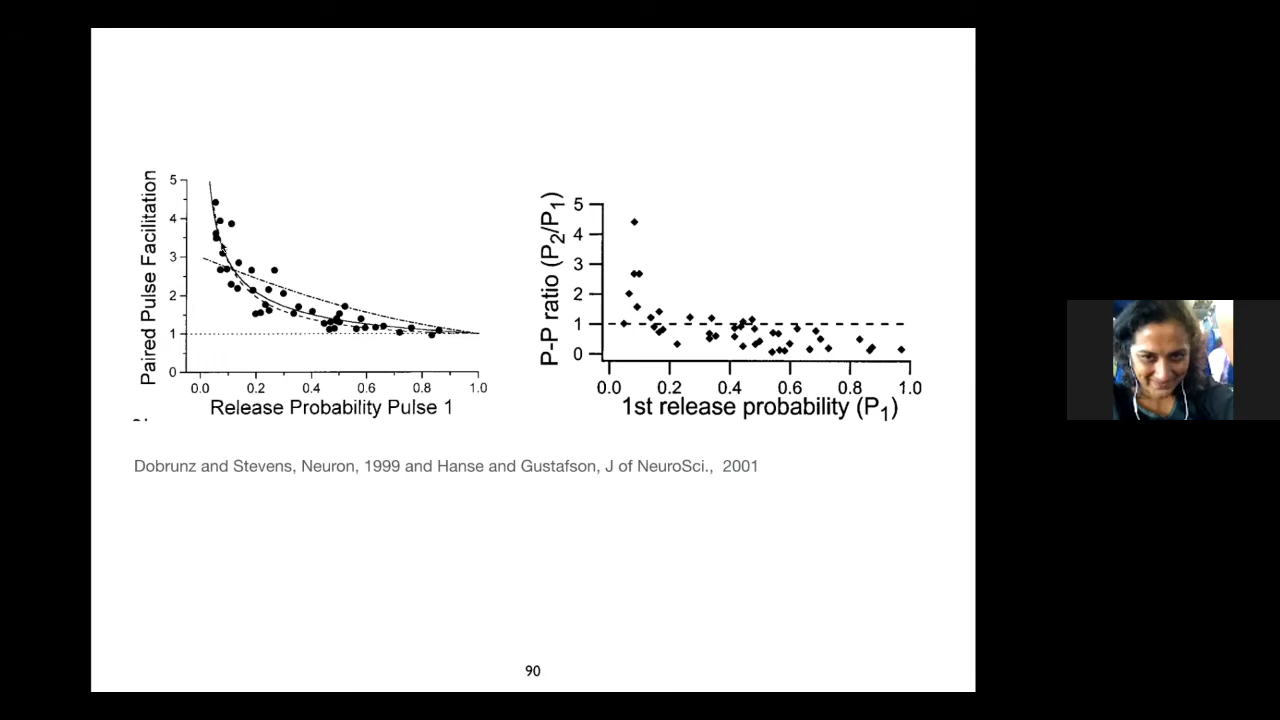 Paired Pulse Facilitation
5
4
3
2
1
0
0.0 0.2 0.4 0.6 0.8 1.0
Release Probability Pulse 1
P-P ratio (P2/P1)
5
4
3
2
1
0
0.0 0.2 0.4 0.6 0.8 1.0
1st release probability (P1)
Dobrunz and Stevens, Neuron, 1999 and Hanse and Gustafson, J of NeuroSci., 2001
90